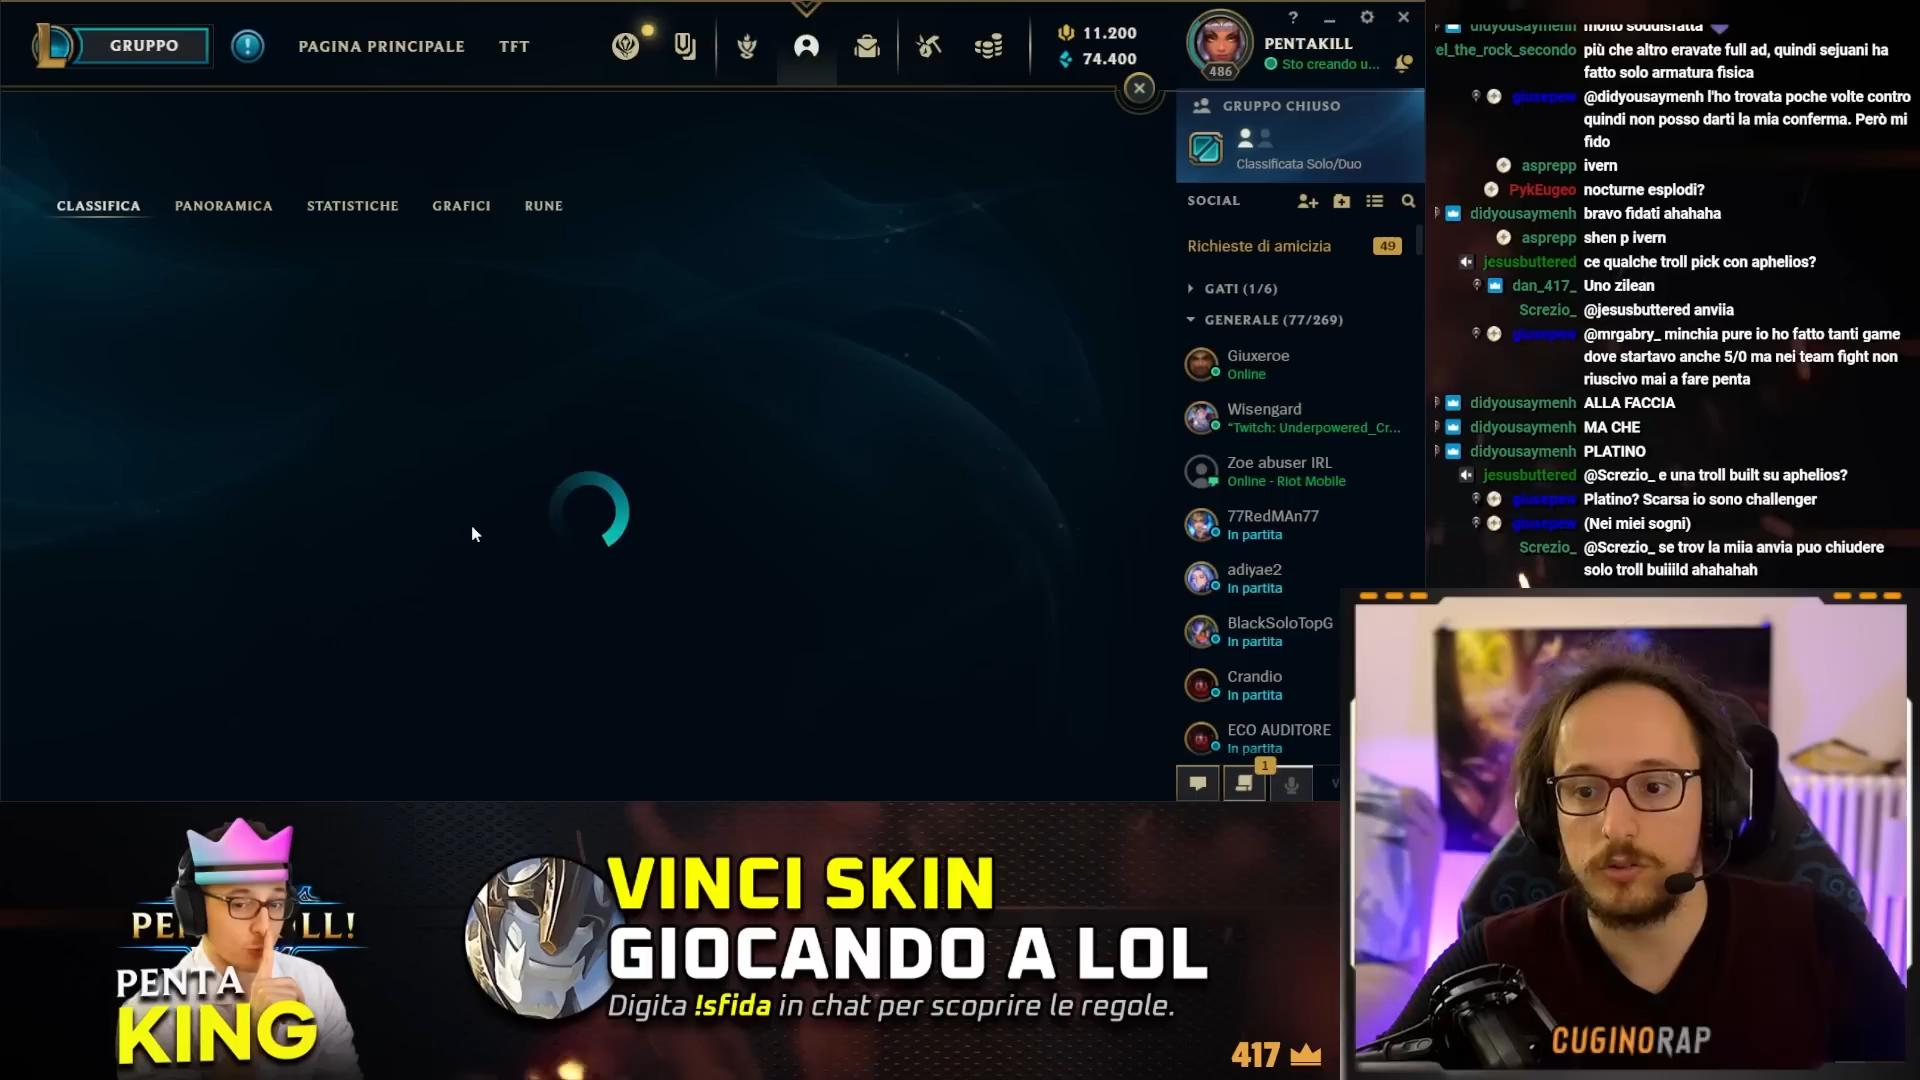 GRUPPO
PAGINA PRINCIPALE
TFT
11.200
74.400
486
PENTAKILL
Sto creando u...
CLASSIFICA
PANORAMICA
STATISTICHE
GRAFICI
RUNE
GRUPPO CHIUSO
Classificata Solo/Duo
SOCIAL
Richieste di amicizia
49
GATI (1/6)
GENERALE (77/269)
Giuxeroe
Online
Wisengard
"Twitch: Underpowered_Cr...
Zoe abuser IRL
Online - Riot Mobile
77RedMAn77
In partita
adiyae2
In partita
BlackSoloTopG
In partita
Crandio
In partita
ECO AUDITORE
In partita
1
didyousaymenh molto soddisfatta
el_the_rock_secondo più che altro eravate full ad, quindi sejuani ha
fatto solo armatura fisica
giusepew @didyousaymenh l'ho trovata poche volte contro
quindi non posso darti la mia conferma. Però mi
fido
asprepp ivern
PykEugeo nocturne esplodi?
didyousaymenh bravo fidati ahahaha
asprepp shen p ivern
jesusbuttered ce qualche troll pick con aphelios?
dan_417_ Uno zilean
Screzio_ @jesusbuttered anviia
giusepew @mrgabry_ minchia pure io ho fatto tanti game
dove startavo anche 5/0 ma nei team fight non
riuscivo mai a fare penta
didyousaymenh ALLA FACCIA
didyousaymenh MA CHE
didyousaymenh PLATINO
jesusbuttered @Screzio_ e una troll built su aphelios?
giusepew Platino? Scarsa io sono challenger
giusepew (Nei miei sogni)
Screzio_ @Screzio_ se trov la miia anvia puo chiudere
solo troll buiiild ahahahah
PENTA
KING
VINCI SKIN
GIOCANDO A LOL
Digita !sfida in chat per scoprire le regole.
417
CUGINORAP